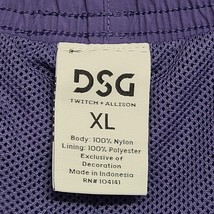 DSG
TWITCH + ALLISON
XL
Body: 100% Nylon
Lining: 100% Polyester
Exclusive of
Decoration
Made in Indonesia
RN# 104141